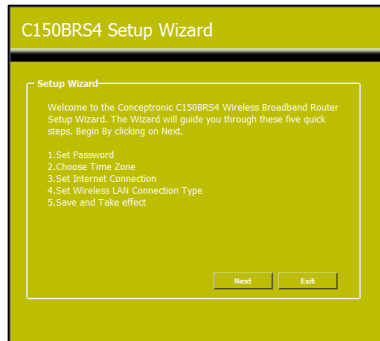 C150BRS4 Setup Wizard
Setup Wizard
Welcome to the Conceptronic C150BRS4 Wireless Broadband Router
Setup Wizard. The Wizard will guide you through these five quick
steps. Begin By clicking on Next.
1.Set Password
2.Choose Time Zone
3.Set Internet Connection
4.Set Wireless LAN Connection Type
5.Save and Take effect
Next Exit